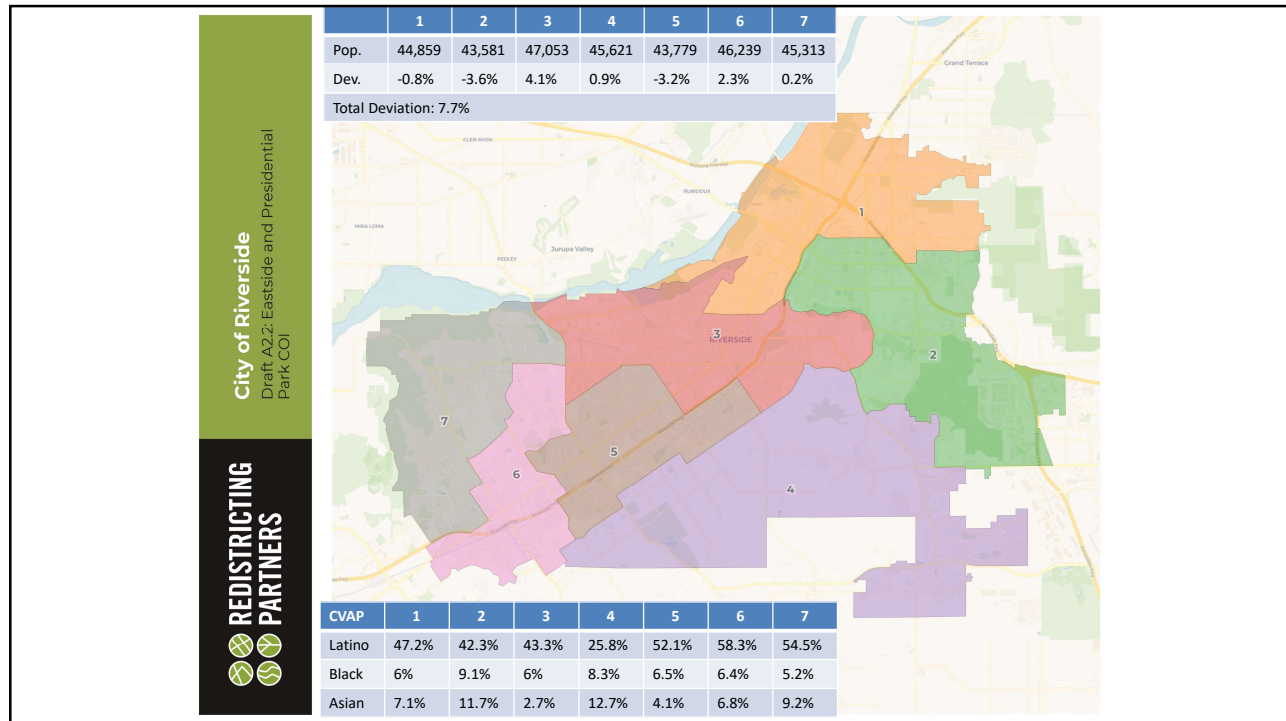 City of Riverside
Draft A2.2: Eastside and Presidential
Park COI
REDISTRICTING
PARTNERS
1 2 3 4 5 6 7
Pop. 44,859 43,581 47,053 45,621 43,779 46,239 45,313
Dev. -0.8% -3.6% 4.1% 0.9% -3.2% 2.3% 0.2%
Total Deviation: 7.7%
Grand Terrace
GLEN AVON
RUBIDOUX
MIRA LOMA
Jurupa Valley
PEDLEY
1
3
RIVERSIDE
2
7
5
6
4
CVAP 1 2 3 4 5 6 7
Latino 47.2% 42.3% 43.3% 25.8% 52.1% 58.3% 54.5%
Black 6% 9.1% 6% 8.3% 6.5% 6.4% 5.2%
Asian 7.1% 11.7% 2.7% 12.7% 4.1% 6.8% 9.2%